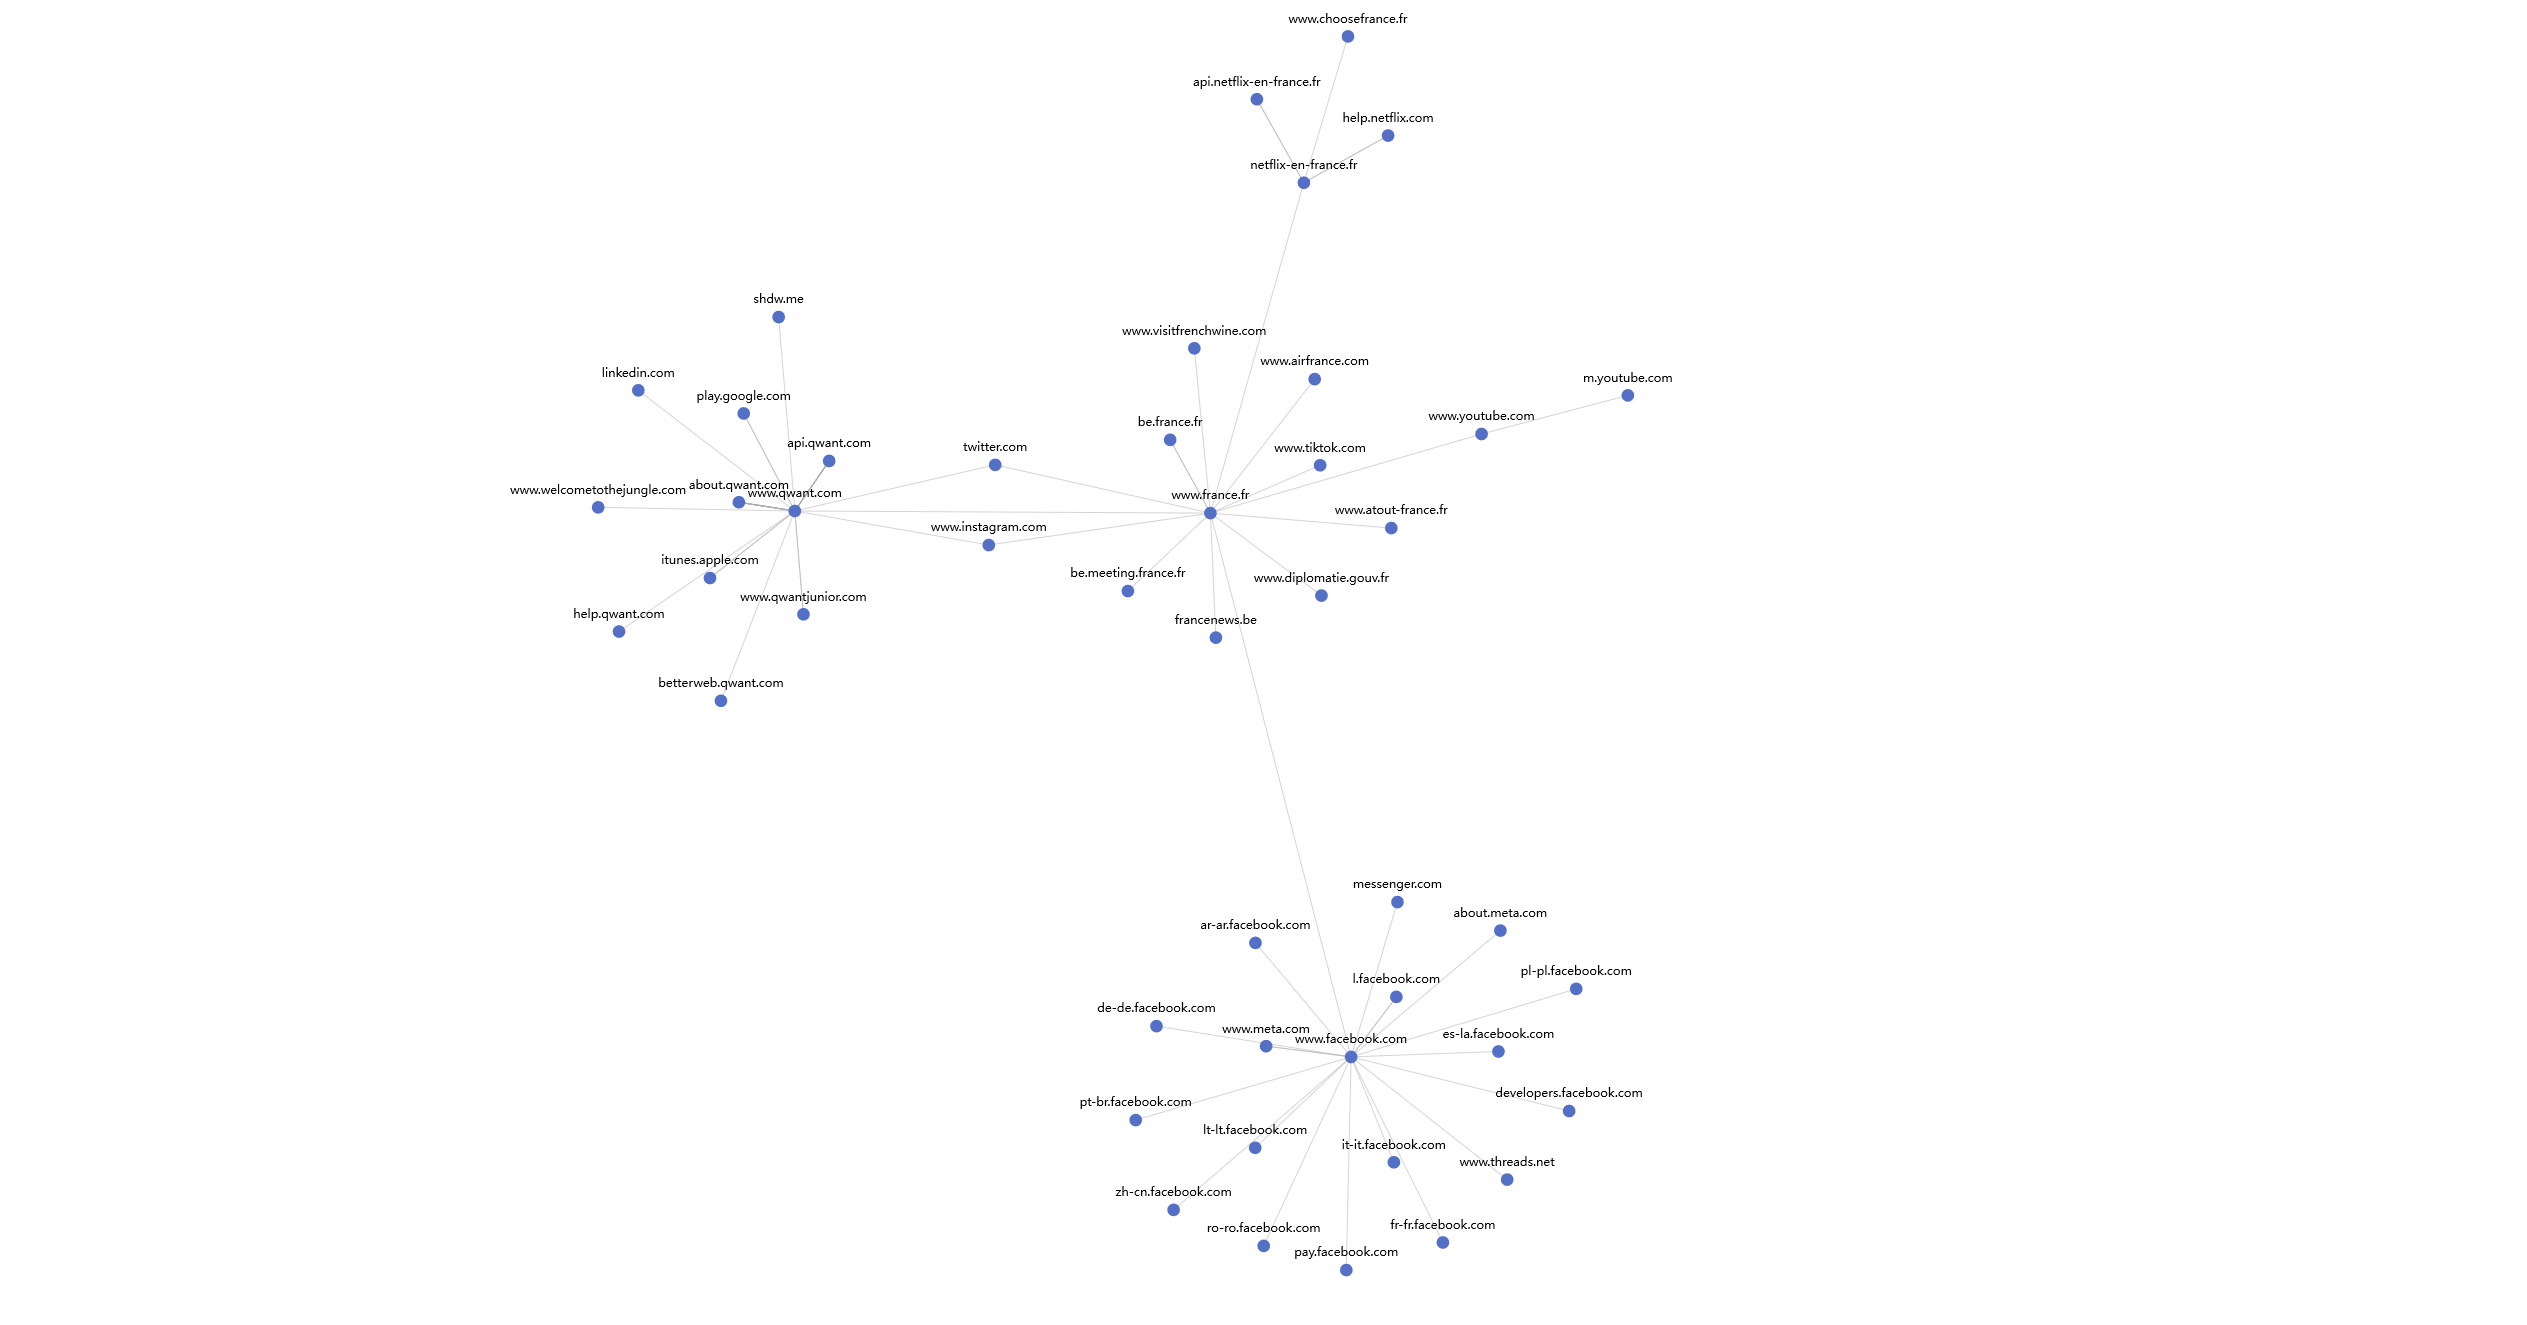 www.choosefrance.fr
api.netflix-en-france.fr
help.netflix.com
netflix-en-france.fr
shdw.me
www.visitfrenchwine.com
www.airfrance.com
linkedin.com
m.youtube.com
play.google.com
www.youtube.com
be.france.fr
api.qwant.com
twitter.com
www.tiktok.com
about.qwant.com
www.welcometothejungle.com
www.qwant.com
www.france.fr
www.atout-france.fr
www.instagram.com
itunes.apple.com
be.meeting.france.fr
www.diplomatie.gouv.fr
www.qwantjunior.com
help.qwant.com
francenews.be
betterweb.qwant.com
messenger.com
about.meta.com
ar-ar.facebook.com
pl-pl.facebook.com
l.facebook.com
de-de.facebook.com
www.meta.com
es-la.facebook.com
www.facebook.com
developers.facebook.com
pt-br.facebook.com
lt-lt.facebook.com
it-it.facebook.com
www.threads.net
zh-cn.facebook.com
fr-fr.facebook.com
ro-ro.facebook.com
pay.facebook.com